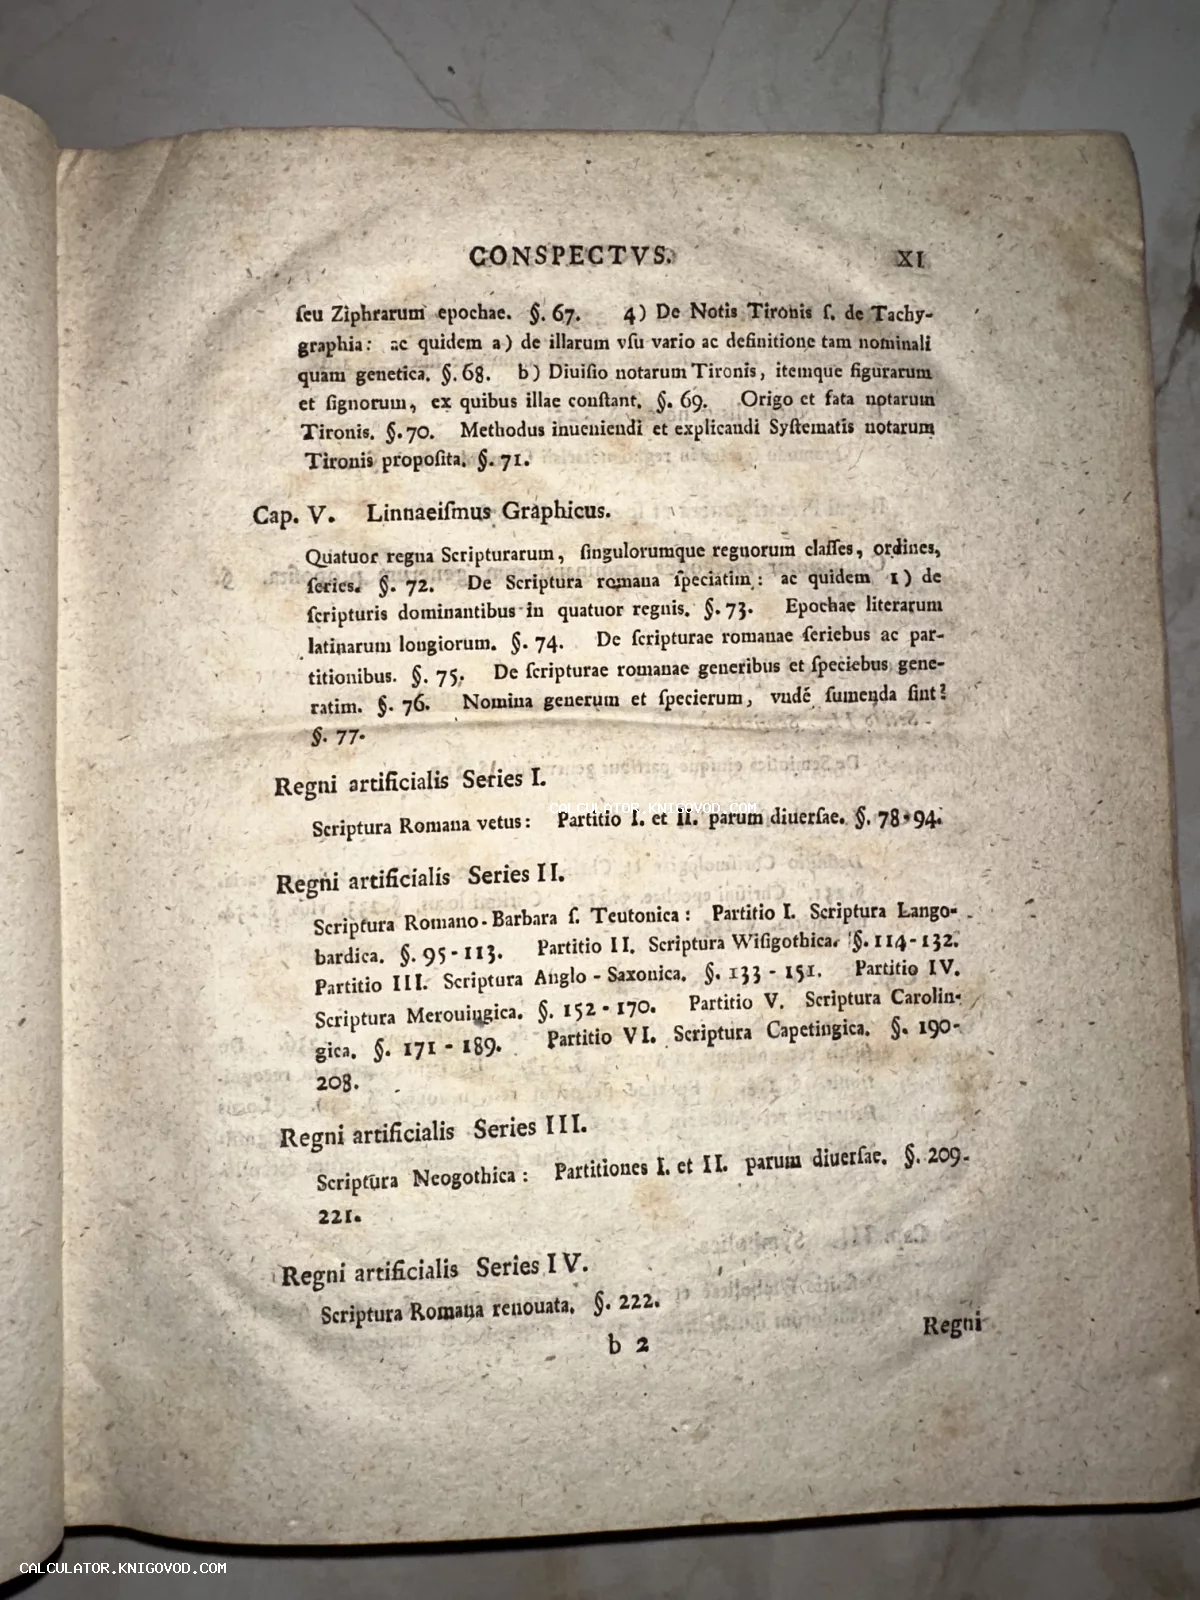 CONSPECTVS. XI
ſeu Ziphrarum epochae. §. 67. 4) De Notis Tironis ſ. de Tachy-
graphia: ac quidem a) de illarum vſu vario ac definitione tam nominali
quam genetica. §. 68. b) Diuiſio notarum Tironis, itemque figurarum
et ſignorum, ex quibus illae conſtant. §. 69. Origo et fata notarum
Tironis. §. 70. Methodus inueniendi et explicandi Syſtematis notarum
Tironis propoſita. §. 71.
Cap. V. Linnaeiſmus Graphicus.
Quatuor regna Scripturarum, ſingulorumque regnorum claſſes, ordines,
ſeries. §. 72. De Scriptura romana ſpeciatim: ac quidem 1) de
ſcripturis dominantibus in quatuor regnis. §. 73. Epochae literarum
latinarum longiorum. §. 74. De ſcripturae romanae ſeriebus ac par-
titionibus. §. 75. De ſcripturae romanae generibus et ſpeciebus gene-
ratim. §. 76. Nomina generum et ſpecierum, vndé ſumenda ſint?
§. 77.
Regni artificialis Series I.
Scriptura Romana vetus: Partitio I. et II. parum diuerſae. §. 78-94.
Regni artificialis Series II.
Scriptura Romano-Barbara ſ. Teutonica: Partitio I. Scriptura Lango-
bardica. §. 95-113. Partitio II. Scriptura Wiſigothica. §. 114-132.
Partitio III. Scriptura Anglo-Saxonica. §. 133-151. Partitio IV.
Scriptura Merouingica. §. 152-170. Partitio V. Scriptura Carolin-
gica. §. 171-189. Partitio VI. Scriptura Capetingica. §. 190-
208.
Regni artificialis Series III.
Scriptura Neogothica: Partitiones I. et II. parum diuerſae. §. 209-
221.
Regni artificialis Series IV.
Scriptura Romana renouata. §. 222.
b 2 Regni
CALCULATOR.KNIGOVOD.COM
CALCULATOR.KNIGOVOD.COM